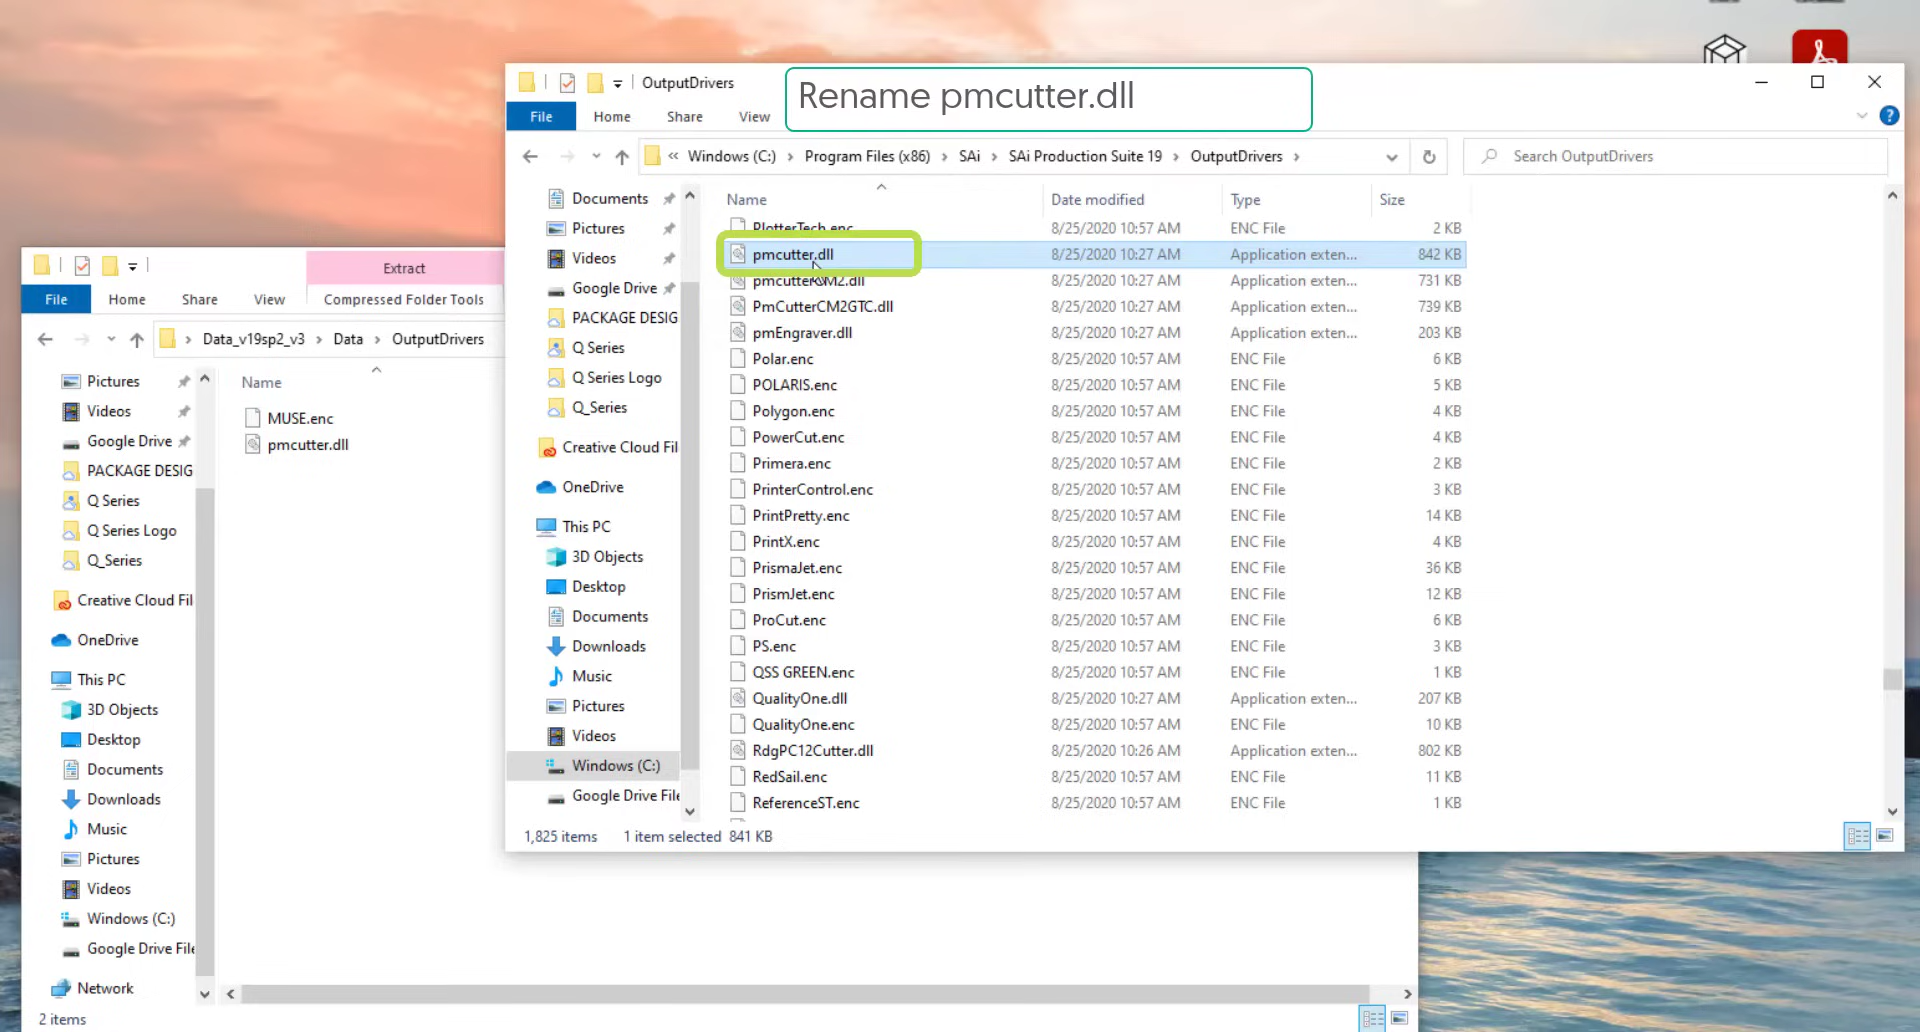 OutputDrivers
Rename pmcutter.dll
File
Home
Share
View
?
« Windows (C:) › Program Files (x86) › SAi › SAi Production Suite 19 › OutputDrivers ›
Search OutputDrivers
Documents
Pictures
Videos
Google Drive
PACKAGE DESIG
Q Series
Q Series Logo
Q_Series
Creative Cloud Fil
OneDrive
This PC
3D Objects
Desktop
Documents
Downloads
Music
Pictures
Videos
Windows (C:)
Google Drive File
Name Date modified Type Size
PlotterTech.enc 8/25/2020 10:57 AM ENC File 2 KB
pmcutter.dll 8/25/2020 10:27 AM Application exten... 842 KB
pmcutterCM2.dll 8/25/2020 10:27 AM Application exten... 731 KB
PmCutterCM2GTC.dll 8/25/2020 10:27 AM Application exten... 739 KB
pmEngraver.dll 8/25/2020 10:27 AM Application exten... 203 KB
Polar.enc 8/25/2020 10:57 AM ENC File 6 KB
POLARIS.enc 8/25/2020 10:57 AM ENC File 5 KB
Polygon.enc 8/25/2020 10:57 AM ENC File 4 KB
PowerCut.enc 8/25/2020 10:57 AM ENC File 4 KB
Primera.enc 8/25/2020 10:57 AM ENC File 2 KB
PrinterControl.enc 8/25/2020 10:57 AM ENC File 3 KB
PrintPretty.enc 8/25/2020 10:57 AM ENC File 14 KB
PrintX.enc 8/25/2020 10:57 AM ENC File 4 KB
PrismaJet.enc 8/25/2020 10:57 AM ENC File 36 KB
PrismJet.enc 8/25/2020 10:57 AM ENC File 12 KB
ProCut.enc 8/25/2020 10:57 AM ENC File 6 KB
PS.enc 8/25/2020 10:57 AM ENC File 3 KB
QSS GREEN.enc 8/25/2020 10:57 AM ENC File 1 KB
QualityOne.dll 8/25/2020 10:27 AM Application exten... 207 KB
QualityOne.enc 8/25/2020 10:57 AM ENC File 10 KB
RdgPC12Cutter.dll 8/25/2020 10:26 AM Application exten... 802 KB
RedSail.enc 8/25/2020 10:57 AM ENC File 11 KB
ReferenceST.enc 8/25/2020 10:57 AM ENC File 1 KB
1,825 items 1 item selected 841 KB
Extract
File
Home
Share
View
Compressed Folder Tools
› Data_v19sp2_v3 › Data › OutputDrivers
Pictures
Videos
Google Drive
PACKAGE DESIG
Q Series
Q Series Logo
Q_Series
Creative Cloud Fil
OneDrive
This PC
3D Objects
Desktop
Documents
Downloads
Music
Pictures
Videos
Windows (C:)
Google Drive File
Network
Name
MUSE.enc
pmcutter.dll
2 items